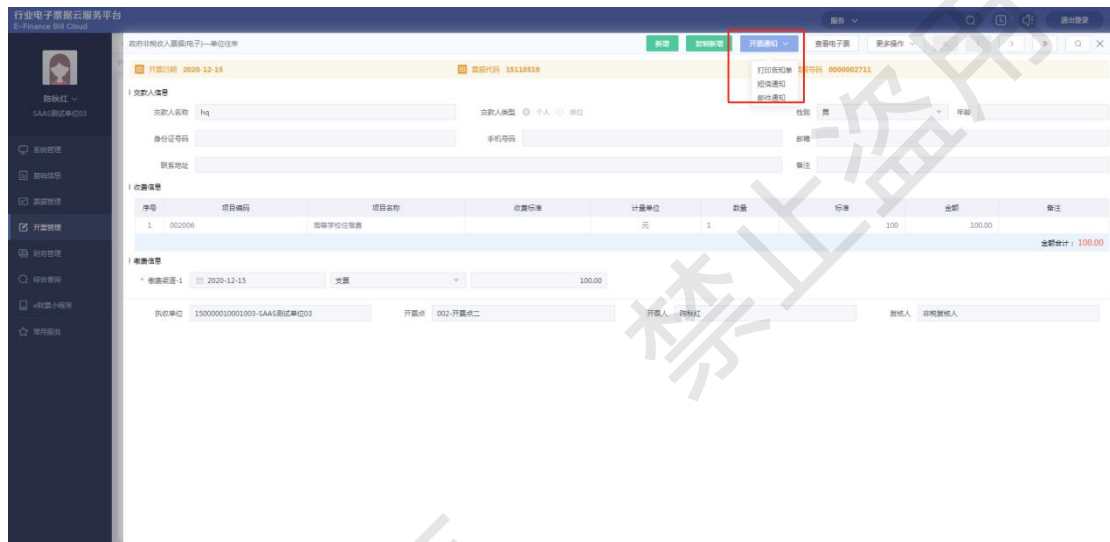 行业电子票据云服务平台
E-Finance Bill Cloud
服务
退出登录
陈秋红
SAAS测试单位03
系统管理
基础信息
票据管理
开票管理
财务管理
综合查询
e财票小程序
常用服务
政府非税收入票据(电子)—单位往来
新增 复制新增 开票通知 查看电子票 更多操作
打印告知单
短信通知
邮件通知
开票日期 2020-12-15 票据代码 15110519 票据号码 0000002711
交款人信息
交款人名称 hq 交款人类型 个人 单位 性别 男 年龄
身份证号码 手机号码 邮箱
联系地址 备注
收费信息
序号 项目编码 项目名称 收费标准 计量单位 数量 标准 金额 备注
1 002006 高等学校住宿费 元 1 100 100.00
金额合计：100.00
缴费信息
* 缴费渠道-1 2020-12-15 支票 100.00
执收单位 150000010001003-SAAS测试单位03 开票点 002-开票点二 开票人 陈秋红 复核人 非税复核人
禁止盗用